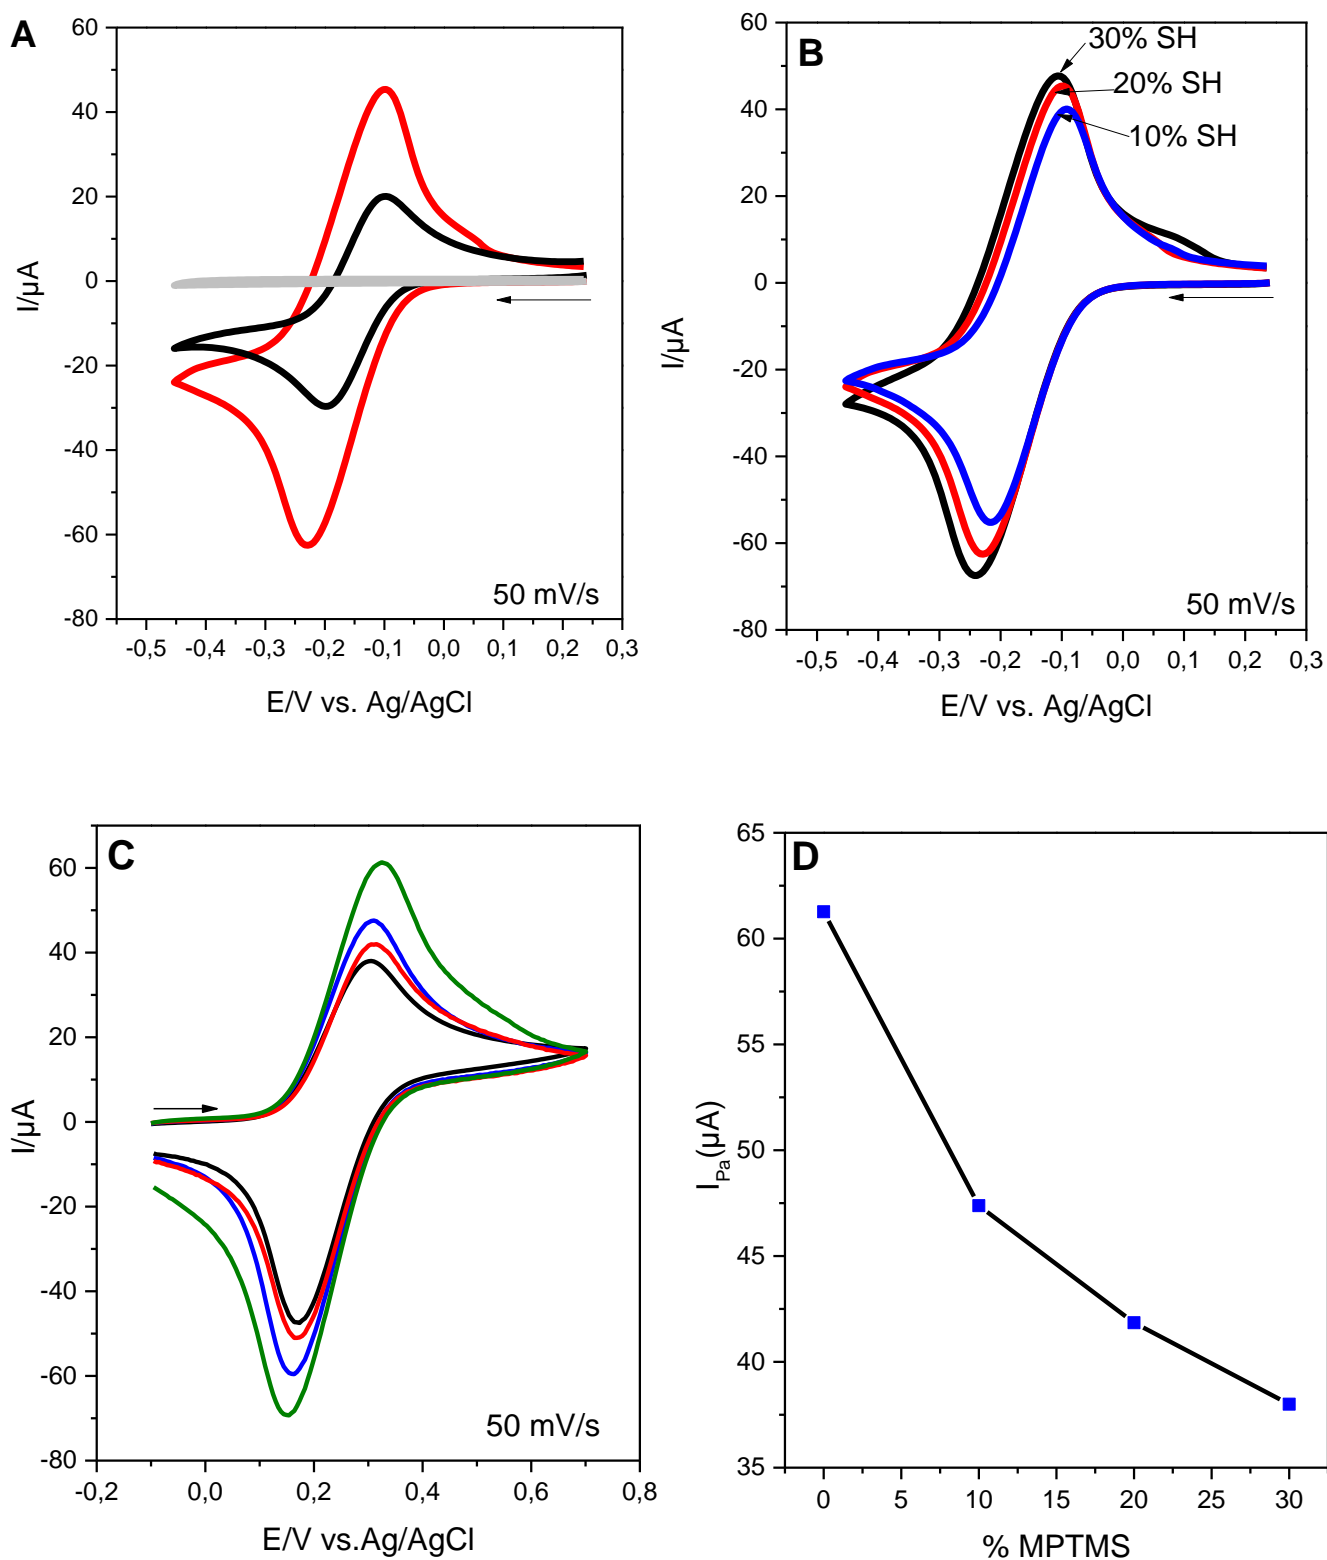 A
60
40
20
0
-20
-40
-60
-80
I/µA
50 mV/s
-0,5 -0,4 -0,3 -0,2 -0,1 0,0 0,1 0,2 0,3
E/V vs. Ag/AgCl
B
60
40
20
0
-20
-40
-60
-80
I/µA
30% SH
20% SH
10% SH
50 mV/s
-0,5 -0,4 -0,3 -0,2 -0,1 0,0 0,1 0,2 0,3
E/V vs. Ag/AgCl
C
60
40
20
0
-20
-40
-60
-80
I/µA
50 mV/s
-0,2 0,0 0,2 0,4 0,6 0,8
E/V vs.Ag/AgCl
D
65
60
55
50
45
40
35
I_Pa(µA)
0 5 10 15 20 25 30
% MPTMS